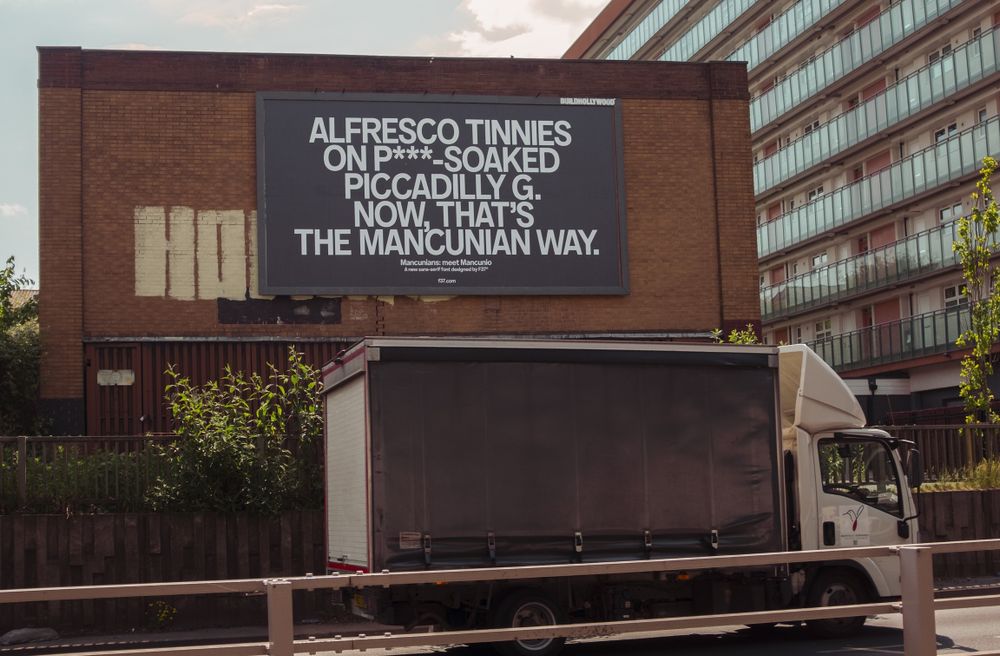 BUILDHOLLYWOOD
ALFRESCO TINNIES
ON P***-SOAKED
PICCADILLY G.
NOW, THAT'S
THE MANCUNIAN WAY.
Mancunians: meet Mancunio
A new sans-serif font designed by F37®
f37.com